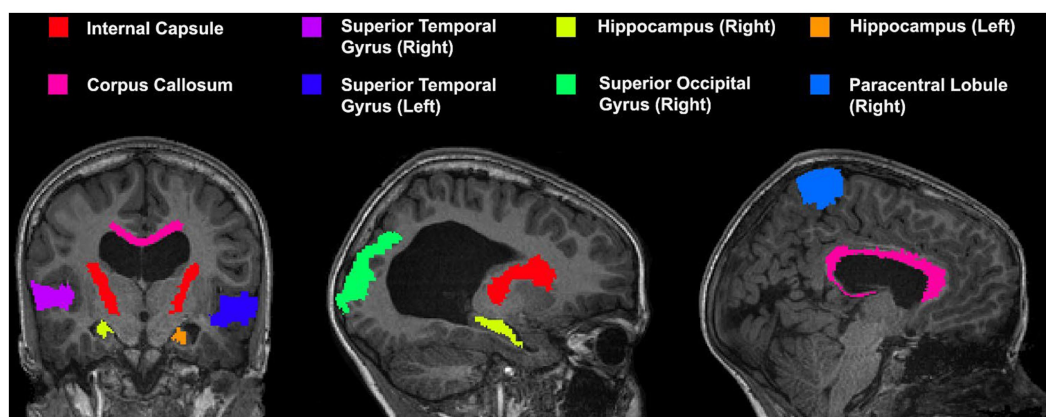 Internal Capsule
Superior Temporal
Gyrus (Right)
Hippocampus (Right)
Hippocampus (Left)
Corpus Callosum
Superior Temporal
Gyrus (Left)
Superior Occipital
Gyrus (Right)
Paracentral Lobule
(Right)